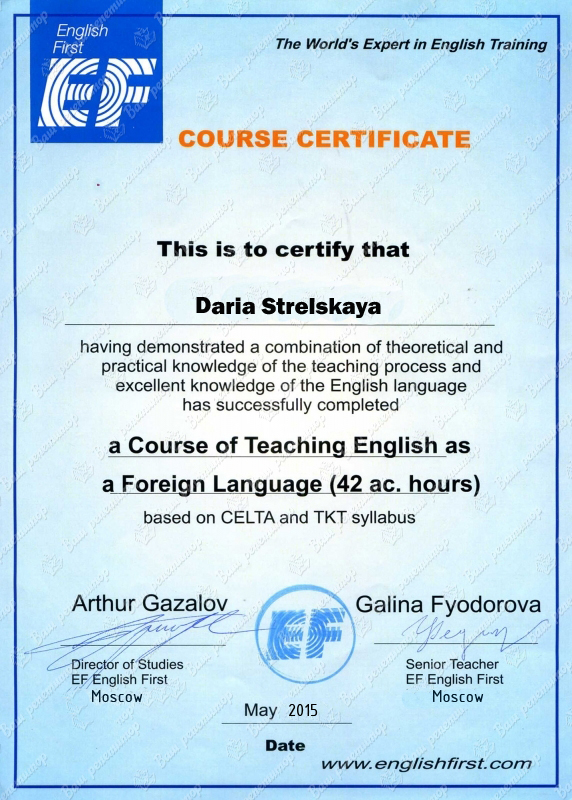 English
First
EF
The World's Expert in English Training
COURSE CERTIFICATE
This is to certify that
Daria Strelskaya
having demonstrated a combination of theoretical and
practical knowledge of the teaching process and
excellent knowledge of the English language
has successfully completed
a Course of Teaching English as
a Foreign Language (42 ac. hours)
based on CELTA and TKT syllabus
Arthur Gazalov
Galina Fyodorova
EF
Director of Studies
EF English First
Moscow
Senior Teacher
EF English First
Moscow
May 2015
Date
www.englishfirst.com
Ваш репетитор